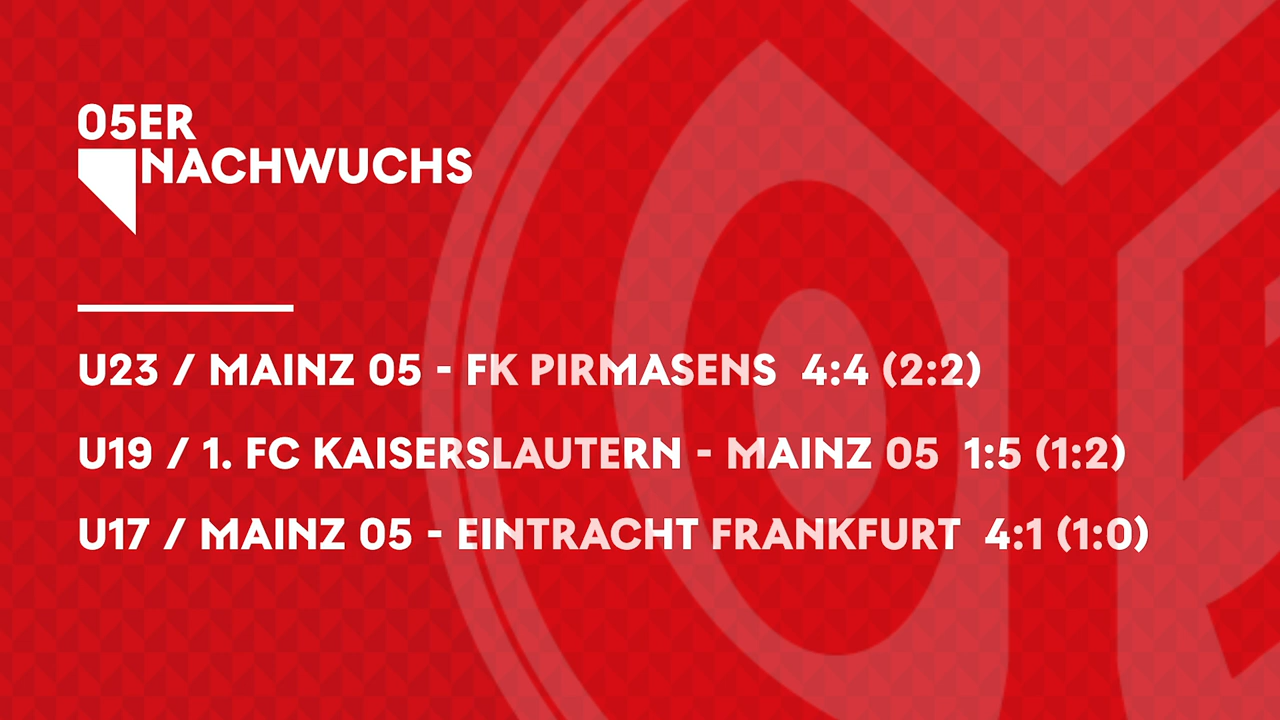 05ER
NACHWUCHS
U23 / MAINZ 05 - FK PIRMASENS 4:4 (2:2)
U19 / 1. FC KAISERSLAUTERN - MAINZ 05 1:5 (1:2)
U17 / MAINZ 05 - EINTRACHT FRANKFURT 4:1 (1:0)